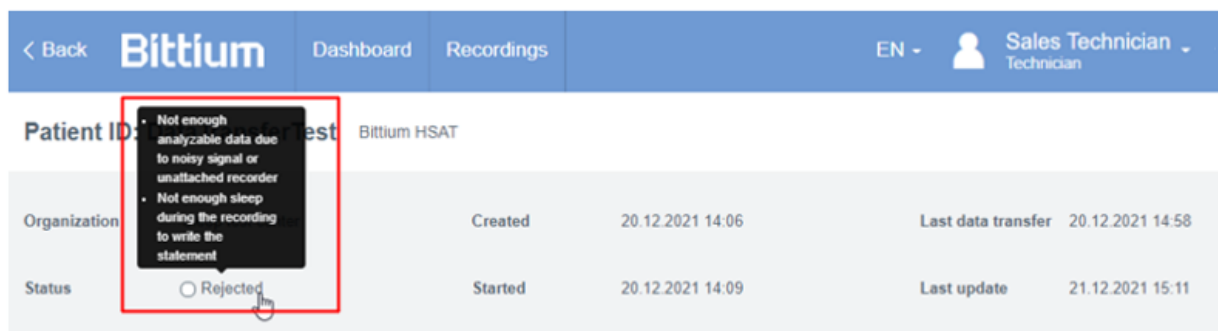 < Back Bittium Dashboard Recordings EN Sales Technician
Technician
Patient ID: Test Bittium HSAT
• Not enough
analyzable data due
to noisy signal or
unattached recorder
• Not enough sleep
during the recording
to write the
statement
Organization Created 20.12.2021 14:06 Last data transfer 20.12.2021 14:58
Status Rejected Started 20.12.2021 14:09 Last update 21.12.2021 15:11